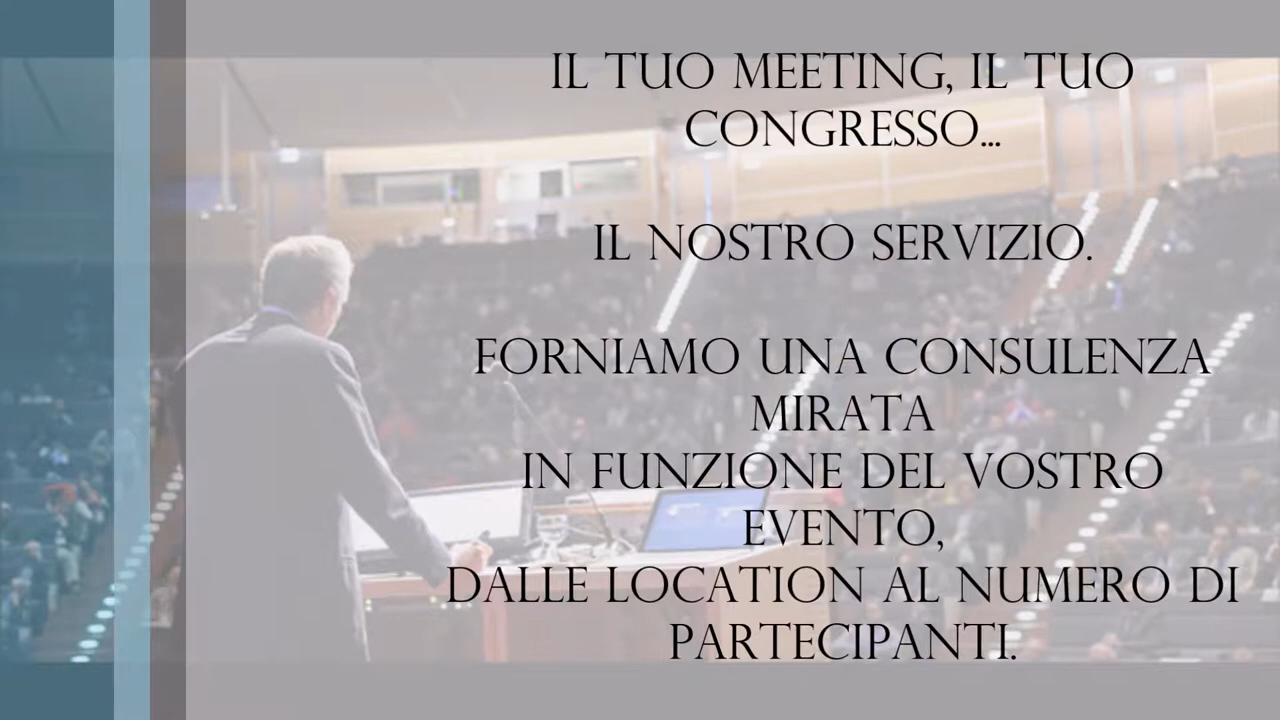 IL TUO MEETING, IL TUO
CONGRESSO...
IL NOSTRO SERVIZIO.
FORNIAMO UNA CONSULENZA
MIRATA
IN FUNZIONE DEL VOSTRO
EVENTO,
DALLE LOCATION AL NUMERO DI
PARTECIPANTI.